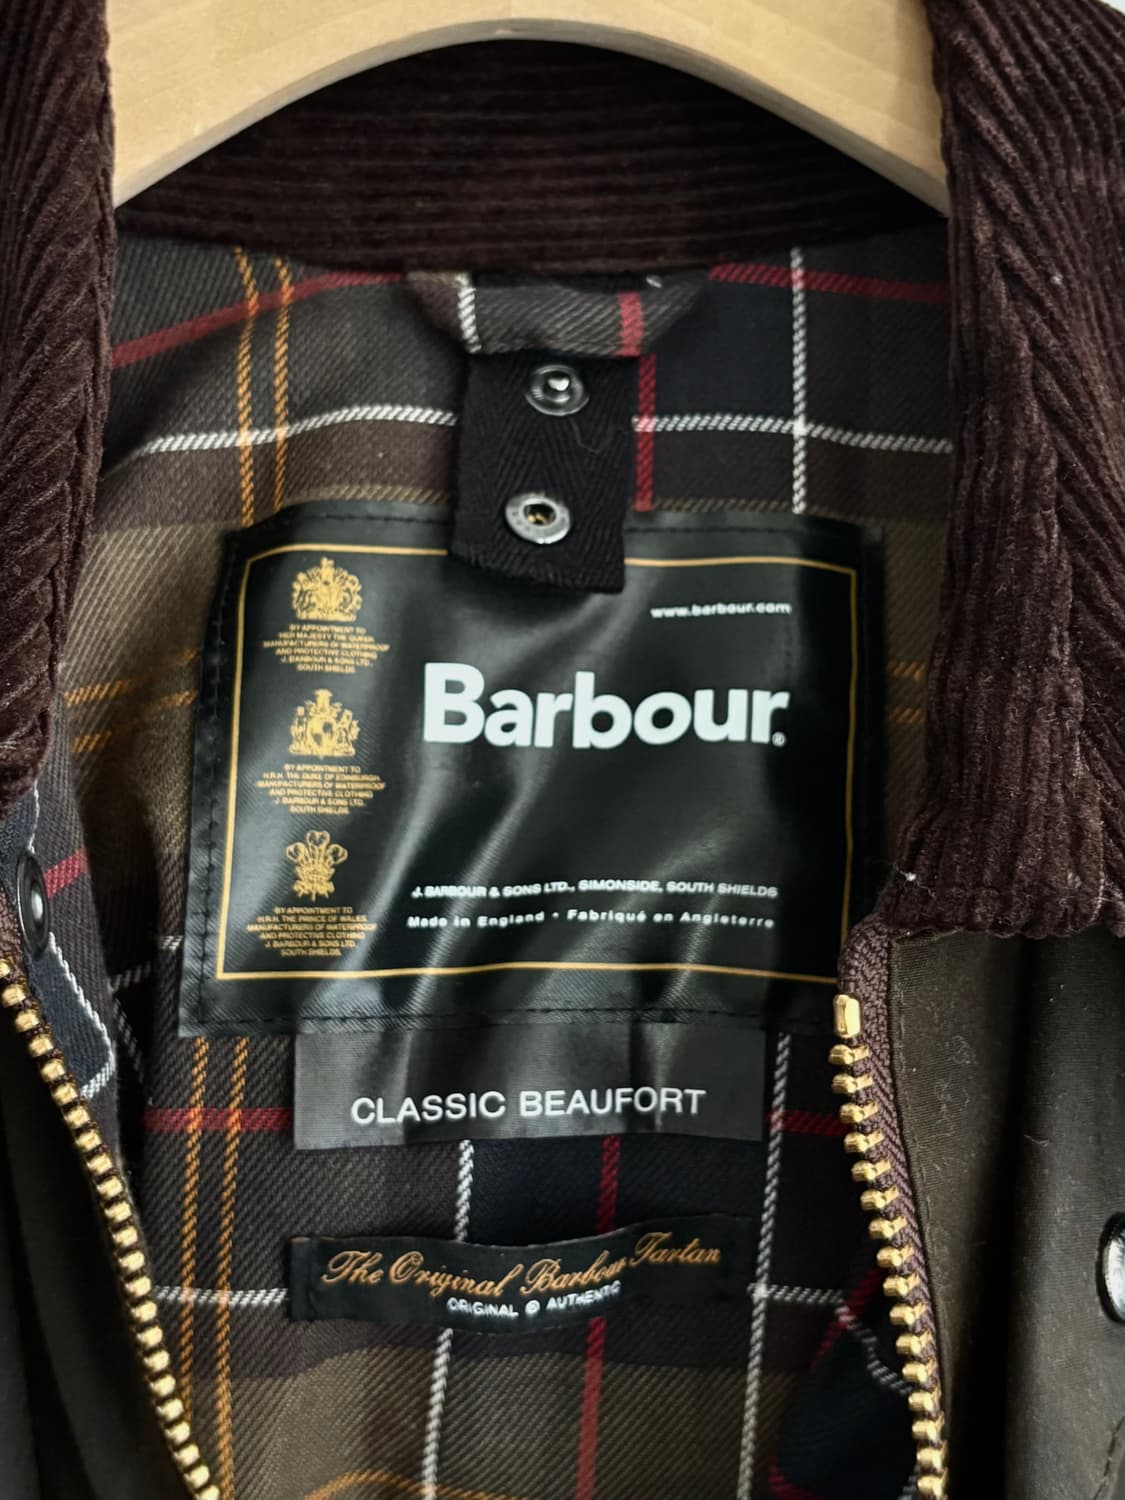 www.barbour.com
Barbour®
BY APPOINTMENT TO
HER MAJESTY THE QUEEN
MANUFACTURERS OF WATERPROOF
AND PROTECTIVE CLOTHING
J. BARBOUR & SONS LTD.,
SOUTH SHIELDS.
BY APPOINTMENT TO
H.R.H. THE DUKE OF EDINBURGH,
MANUFACTURERS OF WATERPROOF
AND PROTECTIVE CLOTHING
J. BARBOUR & SONS LTD.
SOUTH SHIELDS.
BY APPOINTMENT TO
H.R.H. THE PRINCE OF WALES,
MANUFACTURERS OF WATERPROOF
AND PROTECTIVE CLOTHING
J. BARBOUR & SONS LTD.
SOUTH SHIELDS.
J. BARBOUR & SONS LTD., SIMONSIDE, SOUTH SHIELDS
Made in England • Fabriqué en Angleterre
CLASSIC BEAUFORT
The Original Barbour Tartan
ORIGINAL & AUTHENTIC